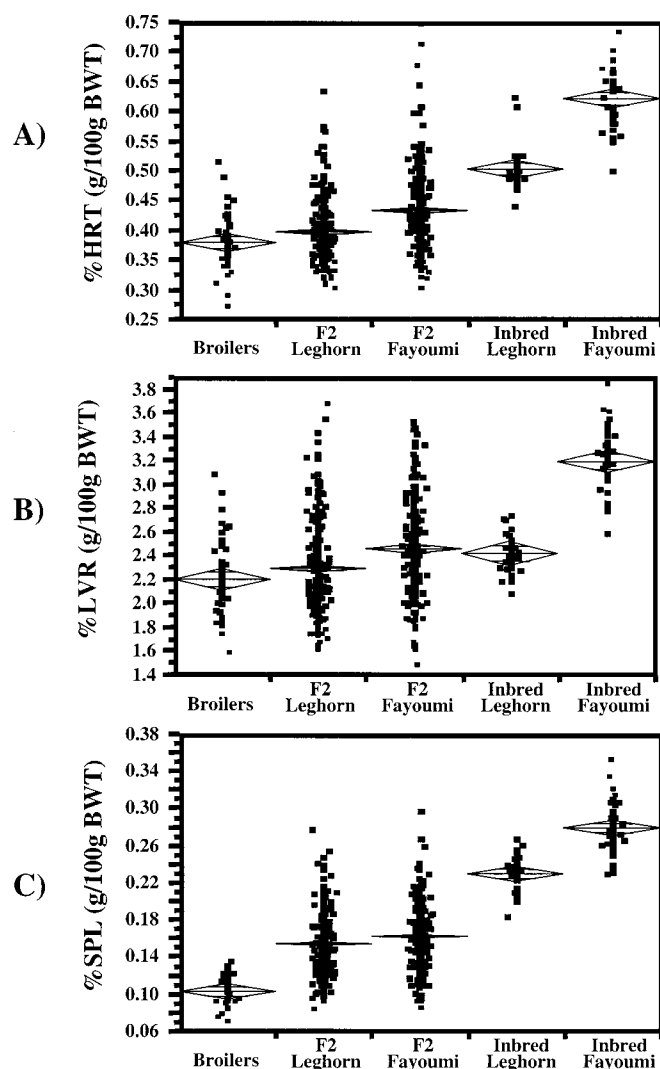 A)
%HRT (g/100g BWT)
0.75
0.70
0.65
0.60
0.55
0.50
0.45
0.40
0.35
0.30
0.25
Broilers
F2 Leghorn
F2 Fayoumi
Inbred Leghorn
Inbred Fayoumi
B)
%LVR (g/100g BWT)
3.8
3.6
3.4
3.2
3.0
2.8
2.6
2.4
2.2
2.0
1.8
1.6
1.4
Broilers
F2 Leghorn
F2 Fayoumi
Inbred Leghorn
Inbred Fayoumi
C)
%SPL (g/100g BWT)
0.38
0.34
0.30
0.26
0.22
0.18
0.14
0.10
0.06
Broilers
F2 Leghorn
F2 Fayoumi
Inbred Leghorn
Inbred Fayoumi